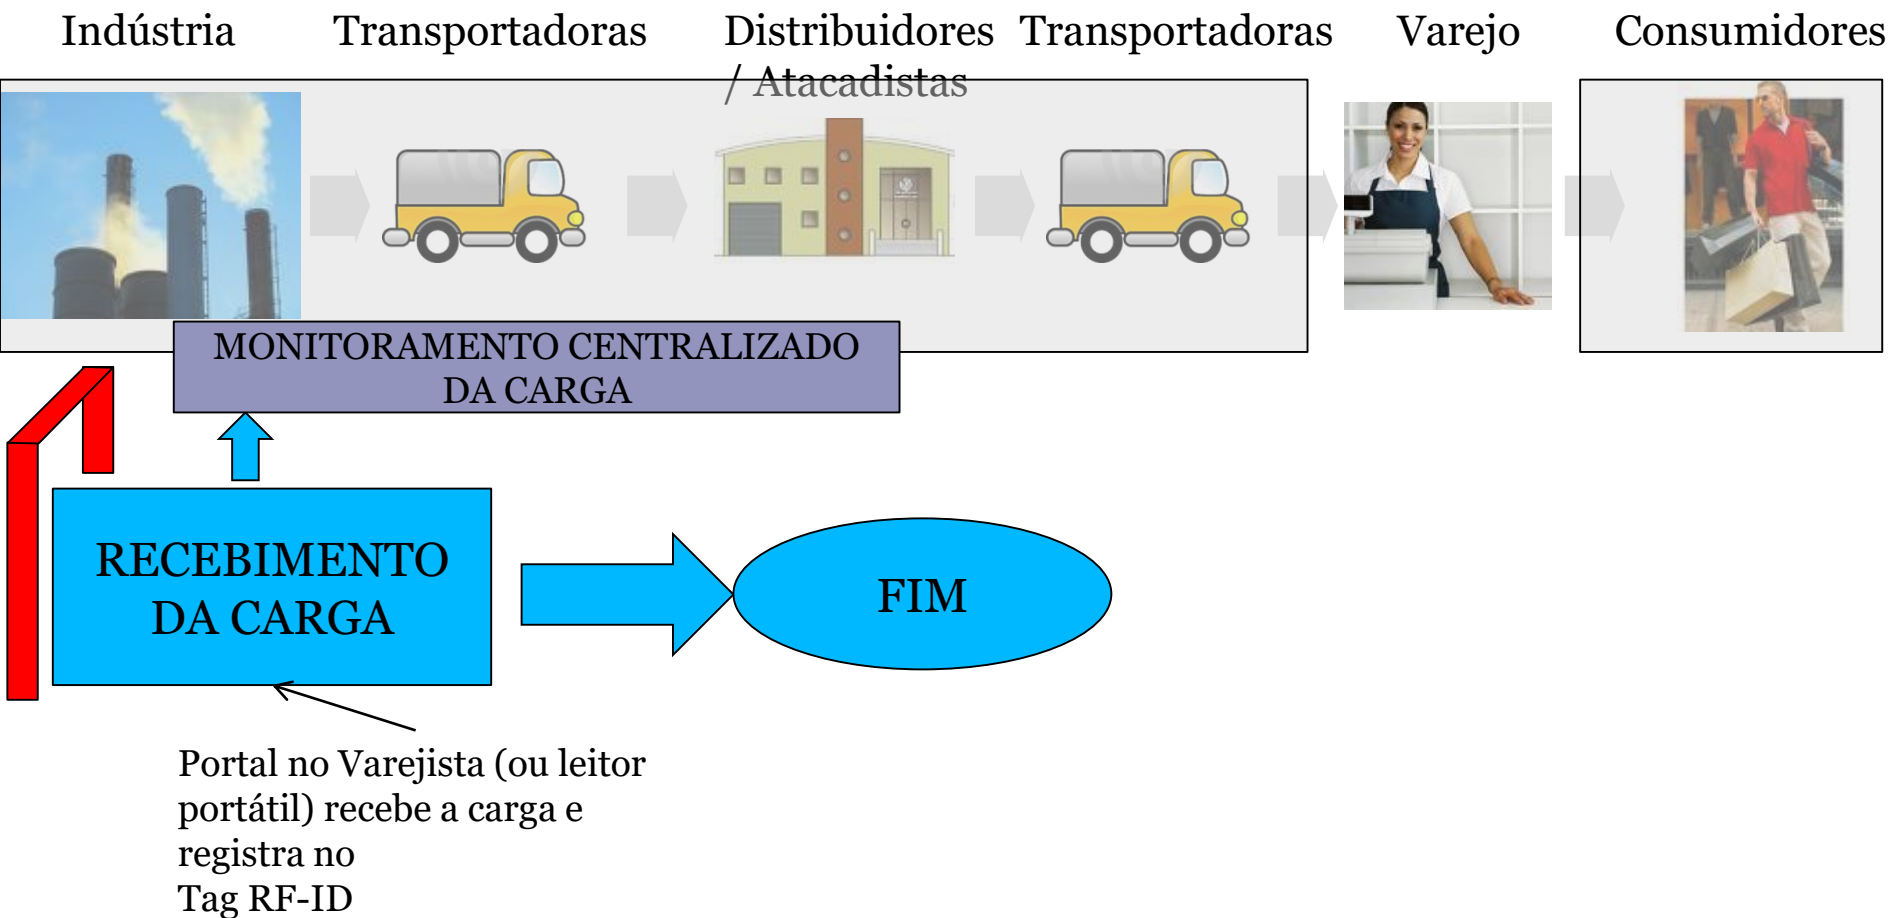 Indústria
Transportadoras
Distribuidores
/ Atacadistas
Transportadoras
Varejo
Consumidores
MONITORAMENTO CENTRALIZADO
DA CARGA
RECEBIMENTO
DA CARGA
FIM
Portal no Varejista (ou leitor
portátil) recebe a carga e
registra no
Tag RF-ID